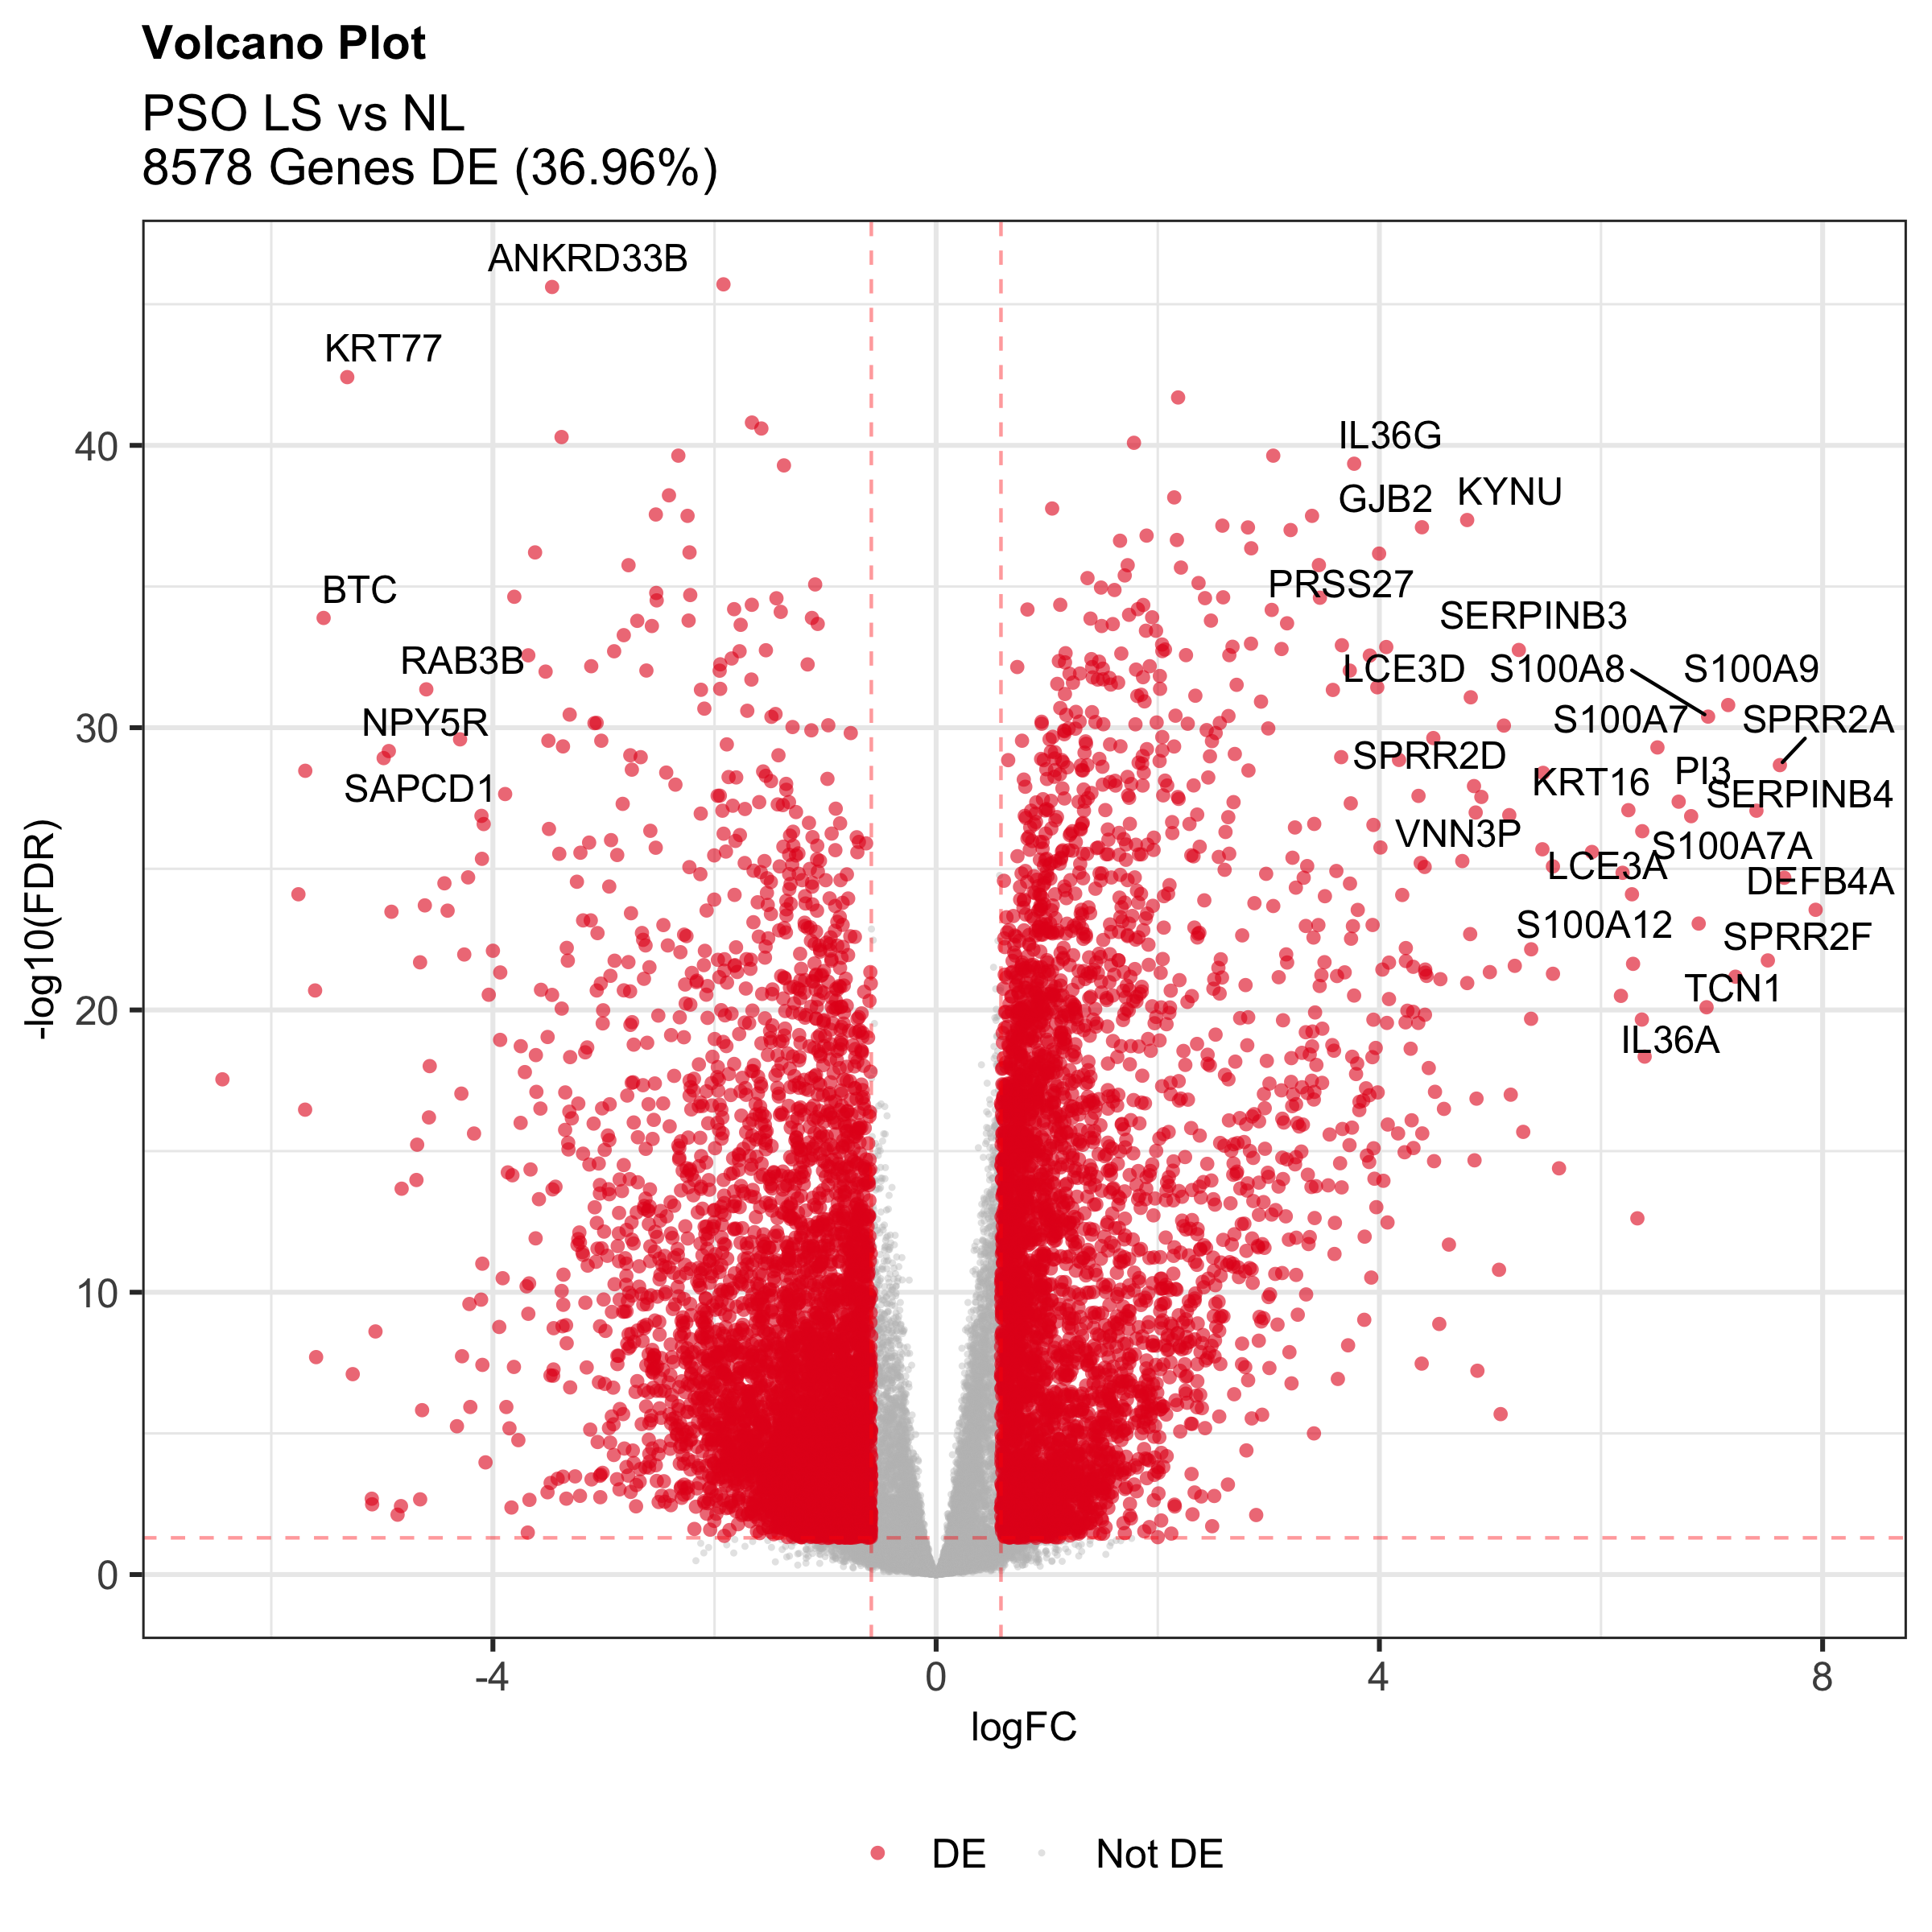 Volcano Plot
PSO LS vs NL
8578 Genes DE (36.96%)
ANKRD33B
KRT77
IL36G
GJB2
KYNU
BTC
PRSS27
SERPINB3
RAB3B
LCE3D
S100A8
S100A9
NPY5R
S100A7
SPRR2A
SPRR2D
SAPCD1
KRT16
PI3
SERPINB4
VNN3P
S100A7A
LCE3A
DEFB4A
S100A12
SPRR2F
TCN1
IL36A
40
30
20
10
0
-log10(FDR)
-4
0
4
8
logFC
DE
Not DE